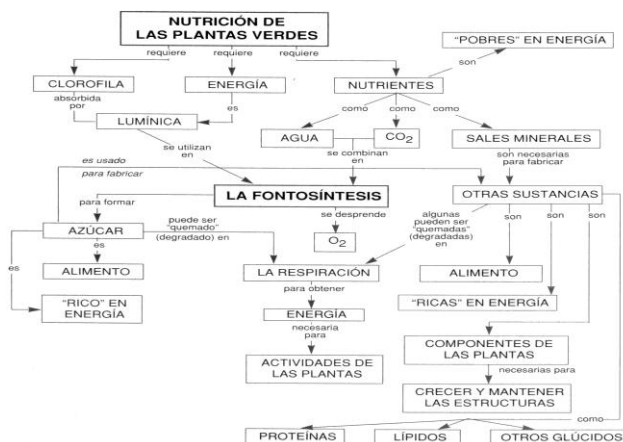 NUTRICIÓN DE
LAS PLANTAS VERDES
requiere
requiere
requiere
"POBRES" EN ENERGÍA
son
CLOROFILA
ENERGÍA
NUTRIENTES
absorbida
por
es
como
como
como
LUMÍNICA
AGUA
CO2
SALES MINERALES
se utilizan
en
se combinan
en
son necesarias
para fabricar
es usado
para fabricar
LA FONTOSÍNTESIS
OTRAS SUSTANCIAS
para formar
se desprende
O2
AZÚCAR
puede ser
"quemado"
(degradado) en
algunas
pueden ser
"quemadas"
(degradadas) en
son
son
son
es
es
ALIMENTO
LA RESPIRACIÓN
ALIMENTO
"RICO" EN
ENERGÍA
para obtener
"RICAS" EN ENERGÍA
ENERGÍA
necesaria
para
COMPONENTES DE
LAS PLANTAS
ACTIVIDADES DE
LAS PLANTAS
necesarias para
CRECER Y MANTENER
LAS ESTRUCTURAS
como
PROTEÍNAS
LÍPIDOS
OTROS GLÚCIDOS